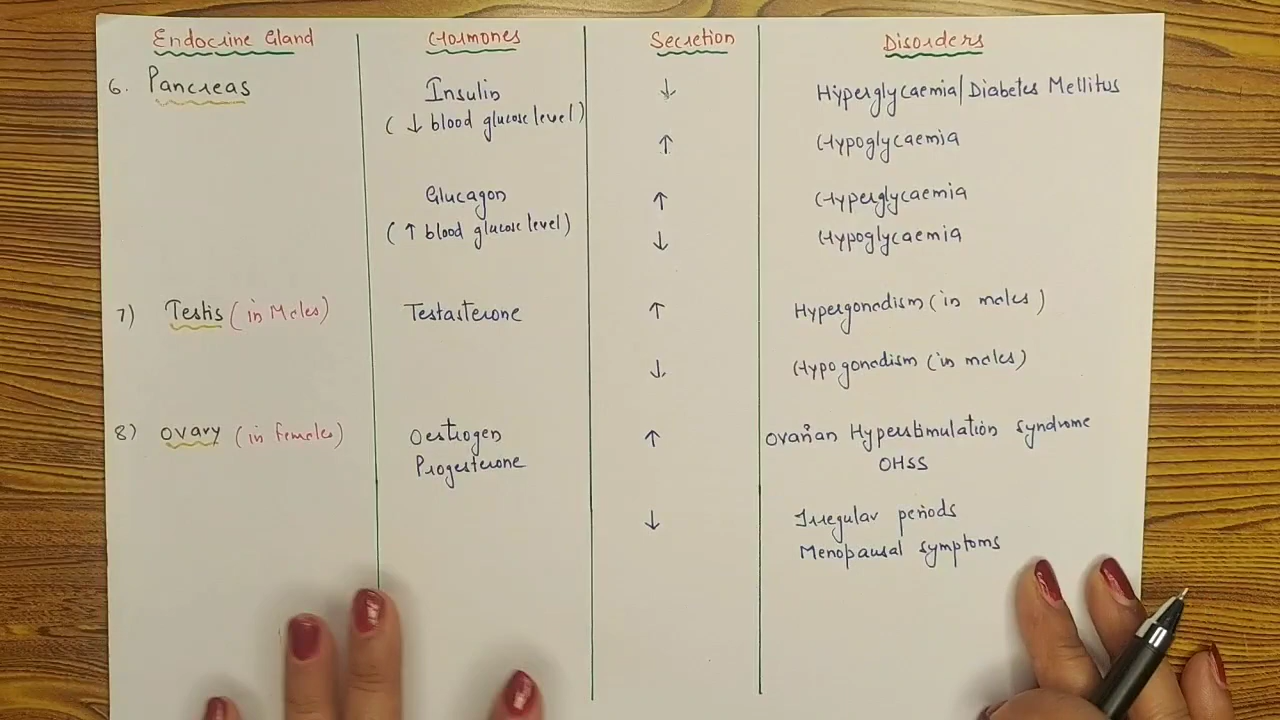 Endocrine Gland Hormones Secretion Disorders
6. Pancreas Insulin ↓ Hyperglycaemia/Diabetes Mellitus
(↓ blood glucose level)
↑ Hypoglycaemia
Glucagon ↑ Hyperglycaemia
(↑ blood glucose level) ↓ Hypoglycaemia
7) Testis (in Males) Testasterone ↑ Hypergonadism (in males)
↓ Hypogonadism (in males)
8) Ovary (in females) Oestrogen ↑ Ovarian Hyperstimulation Syndrome
Progesterone OHSS
↓ Irregular periods
Menopausal symptoms